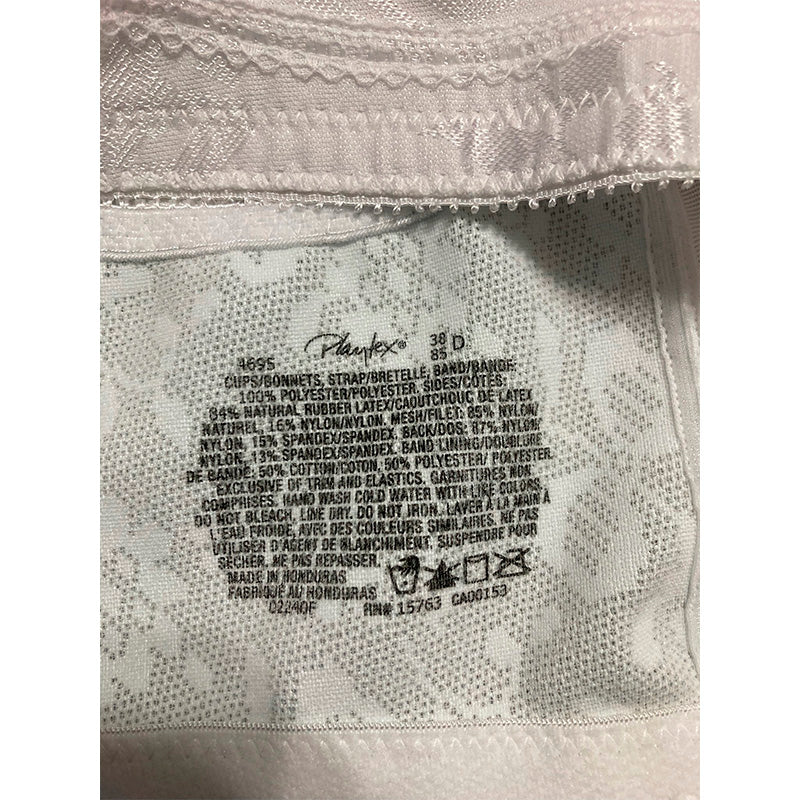 Playtex® 38 D
4695 85
CUPS/BONNETS, STRAP/BRETELLE, BAND/BANDE:
100% POLYESTER/POLYESTER. SIDES/CÔTÉS:
84% NATURAL RUBBER LATEX/CAOUTCHOUC DE LATEX
NATUREL, 16% NYLON/NYLON. MESH/FILET: 85% NYLON/
NYLON, 15% SPANDEX/SPANDEX. BACK/DOS: 87% NYLON/
NYLON, 13% SPANDEX/SPANDEX. BAND LINING/DOUBLURE
DE BANDE: 50% COTTON/COTON, 50% POLYESTER/ POLYESTER.
EXCLUSIVE OF TRIM AND ELASTICS. GARNITURES NON
COMPRISES. HAND WASH COLD WATER WITH LIKE COLORS.
DO NOT BLEACH. LINE DRY. DO NOT IRON. LAVER À LA MAIN À
L'EAU FROIDE, AVEC DES COULEURS SIMILAIRES. NE PAS
UTILISER D'AGENT DE BLANCHIMENT. SUSPENDRE POUR
SÉCHER. NE PAS REPASSER.
MADE IN HONDURAS
FABRIQUÉ AU HONDURAS
02240F RN# 15763 CA00153